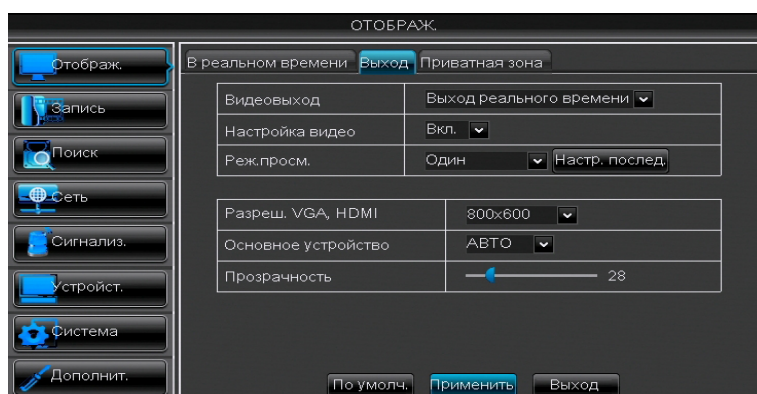 ОТОБРАЖ.
Отображ.
Запись
Поиск
Сеть
Сигнализ.
Устройст.
Система
Дополнит.
В реальном времени Выход Приватная зона
Видеовыход Выход реального времени
Настройка видео Вкл.
Реж.просм. Один Настр. послед.
Разреш. VGA, HDMI 800x600
Основное устройство АВТО
Прозрачность 28
По умолч. Применить Выход